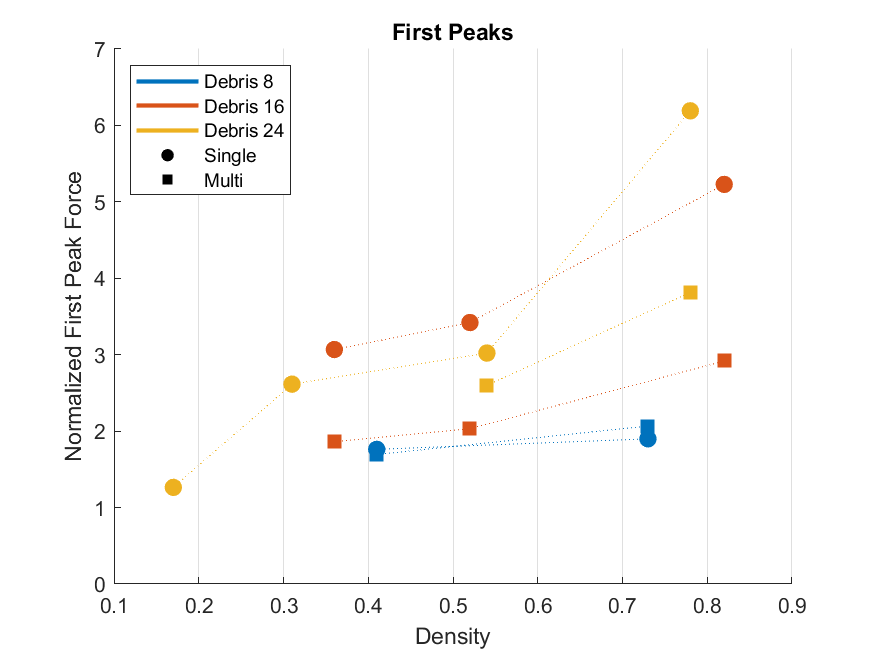 First Peaks
7
6
5
4
3
2
1
0
Normalized First Peak Force
Debris 8
Debris 16
Debris 24
Single
Multi
0.1 0.2 0.3 0.4 0.5 0.6 0.7 0.8 0.9
Density